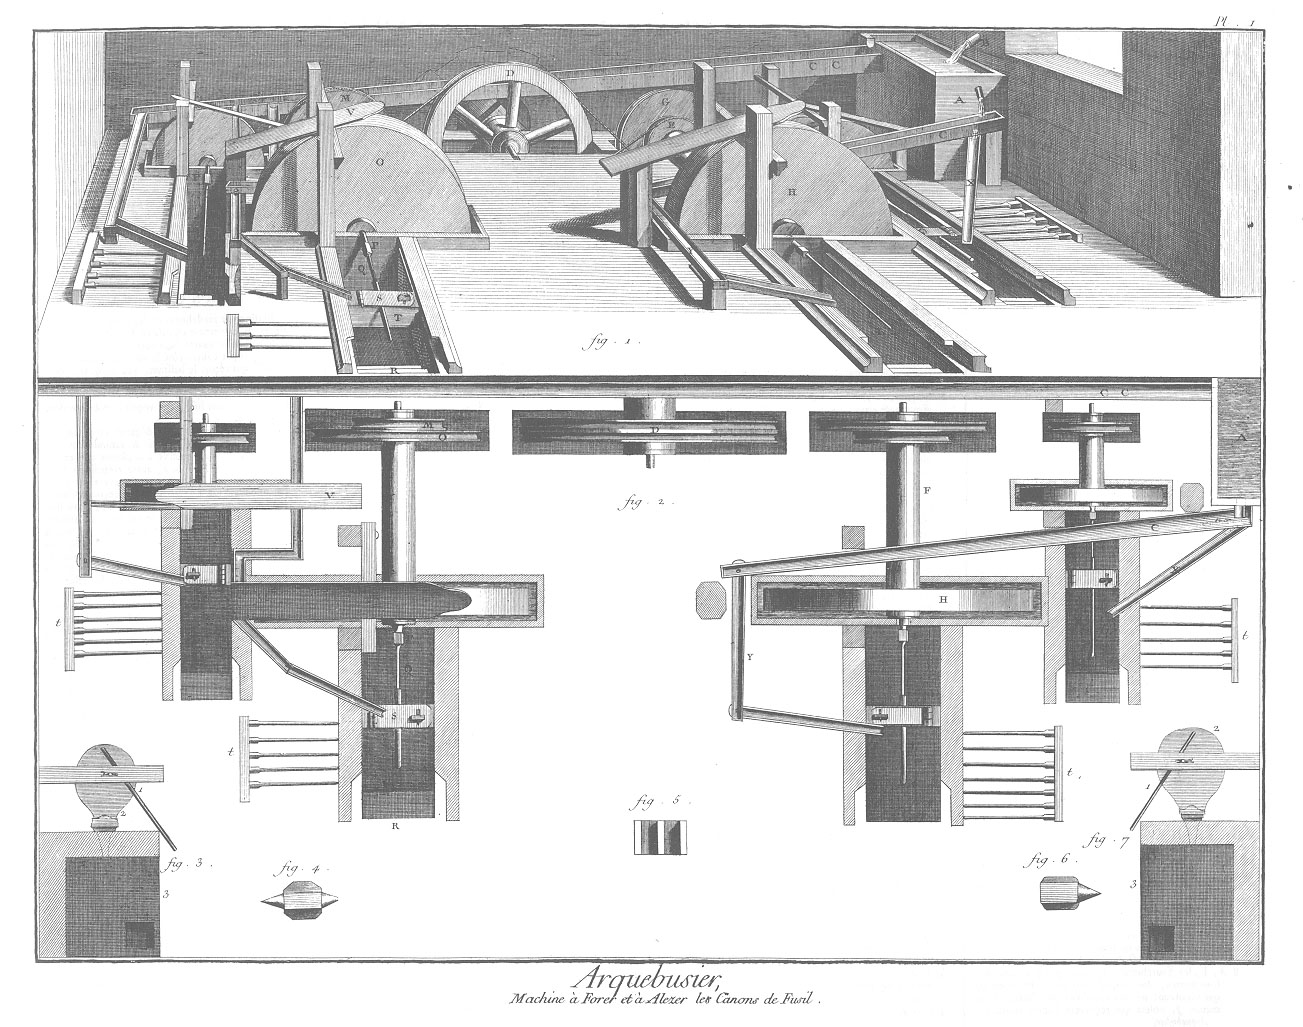 Pl. 1
D
C C
M
V
G
B
A
C
O
H
X
Q
S
T
R
fig. 1.
C C
M
O
D
A
V
fig. 2.
F
C
H
t
t
Y
S
t
t.
R
fig. 5.
1
2
fig. 3.
3
fig. 4.
2
1
fig. 7
fig. 6.
3
Arquebusier,
Machine à Forer et à Alezer les Canons de Fusil.